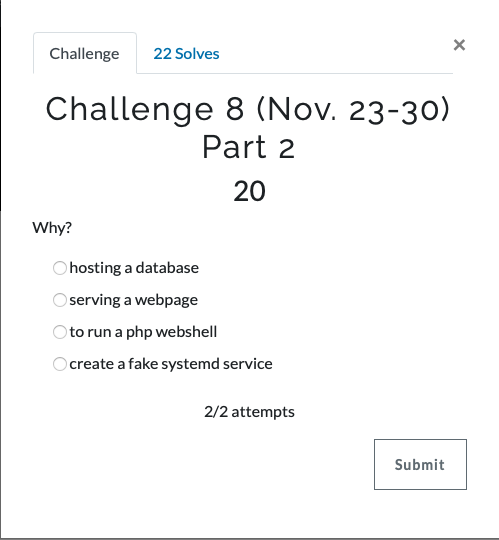 Challenge
22 Solves
×
Challenge 8 (Nov. 23-30)
Part 2
20
Why?
hosting a database
serving a webpage
to run a php webshell
create a fake systemd service
2/2 attempts
Submit